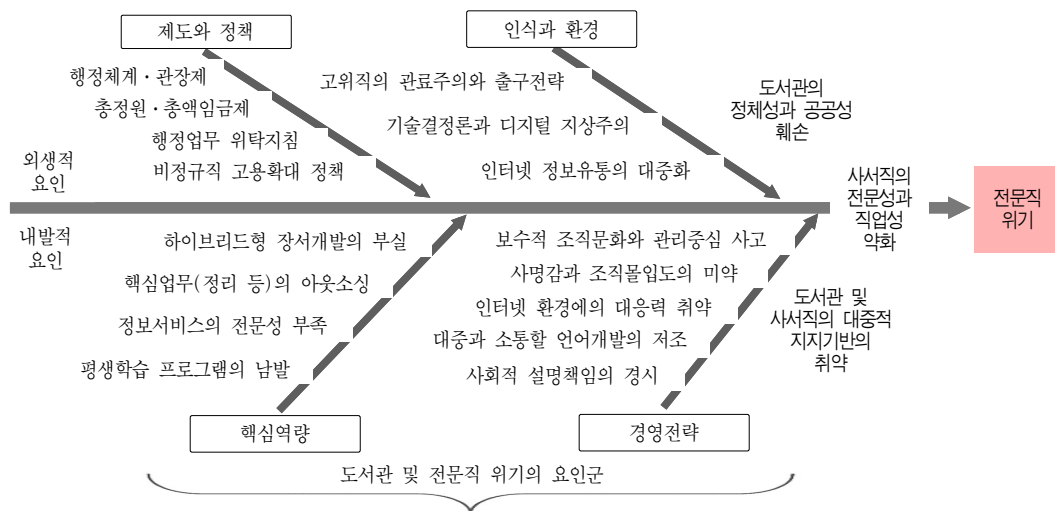 제도와 정책
인식과 환경
행정체계·관장제
총정원·총액임금제
행정업무 위탁지침
비정규직 고용확대 정책
고위직의 관료주의와 출구전략
기술결정론과 디지털 지상주의
인터넷 정보유통의 대중화
도서관의
정체성과 공공성
훼손
외생적
요인
사서직의
전문성과
직업성
약화
전문직
위기
내발적
요인
하이브리드형 장서개발의 부실
핵심업무(정리 등)의 아웃소싱
정보서비스의 전문성 부족
평생학습 프로그램의 남발
보수적 조직문화와 관리중심 사고
사명감과 조직몰입도의 미약
인터넷 환경에의 대응력 취약
대중과 소통할 언어개발의 저조
사회적 설명책임의 경시
도서관 및
사서직의 대중적
지지기반의
취약
핵심역량
경영전략
도서관 및 전문직 위기의 요인군